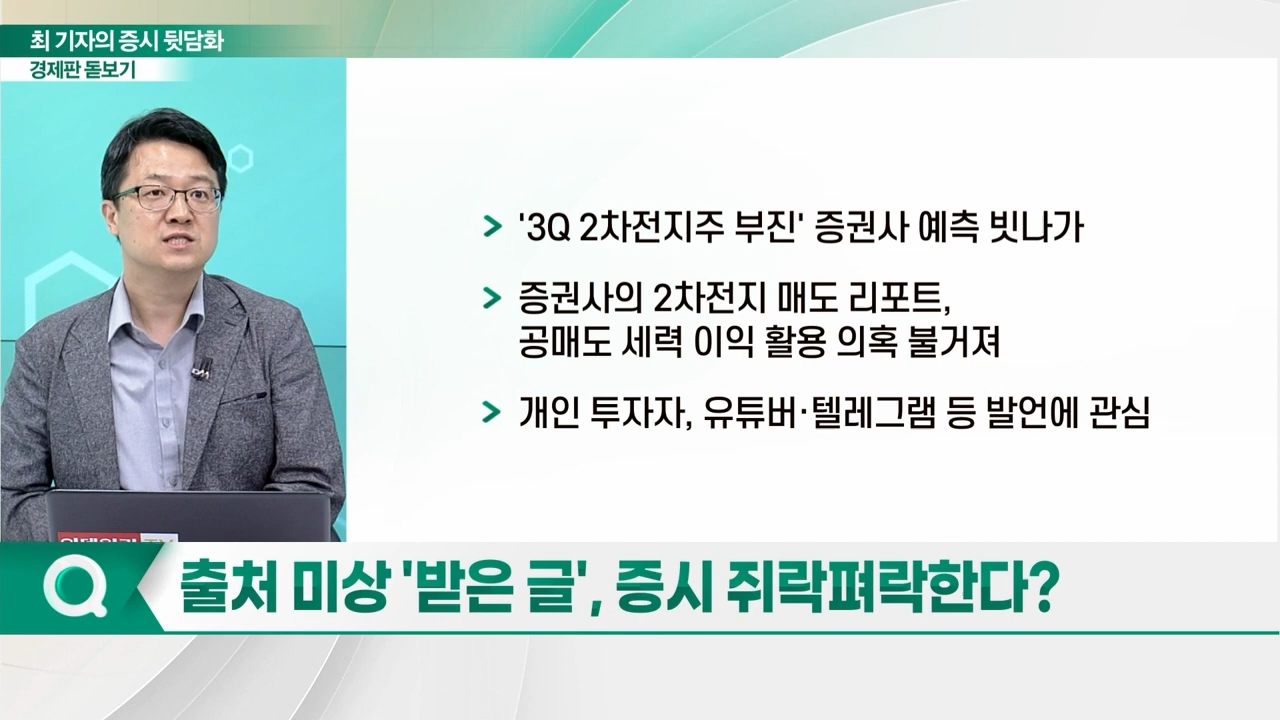 최 기자의 증시 뒷담화
경제판 돋보기
> '3Q 2차전지주 부진' 증권사 예측 빗나가
> 증권사의 2차전지 매도 리포트,
공매도 세력 이익 활용 의혹 불거져
> 개인 투자자, 유튜버·텔레그램 등 발언에 관심
출처 미상 '받은 글', 증시 쥐락펴락한다?